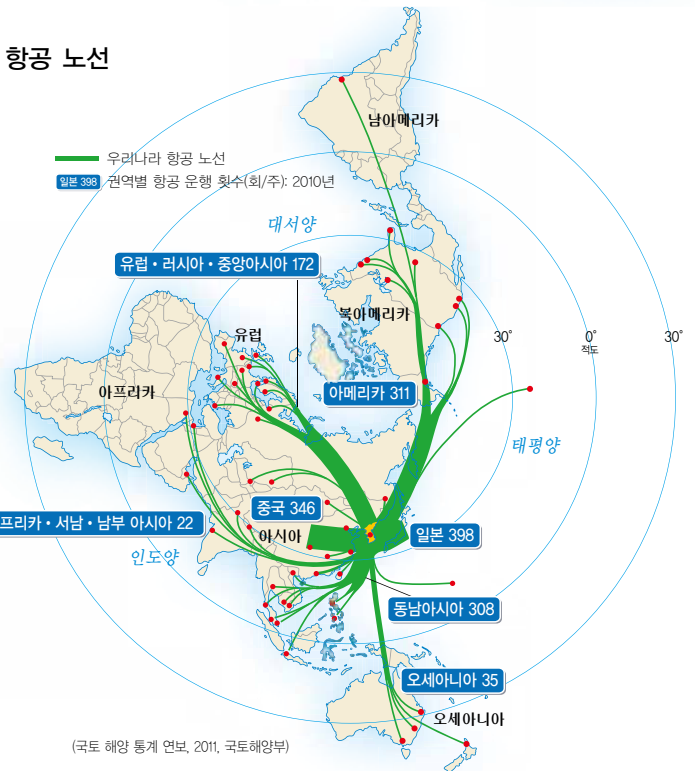 항공 노선
우리나라 항공 노선
일본 398 권역별 항공 운행 횟수(회/주): 2010년
남아메리카
대서양
유럽 • 러시아 • 중앙아시아 172
북아메리카
유럽
30°
0°
30°
적도
아프리카
아메리카 311
태평양
중국 346
프리카 • 서남 • 남부 아시아 22
아시아
일본 398
인도양
동남아시아 308
오세아니아 35
오세아니아
(국토 해양 통계 연보, 2011, 국토해양부)